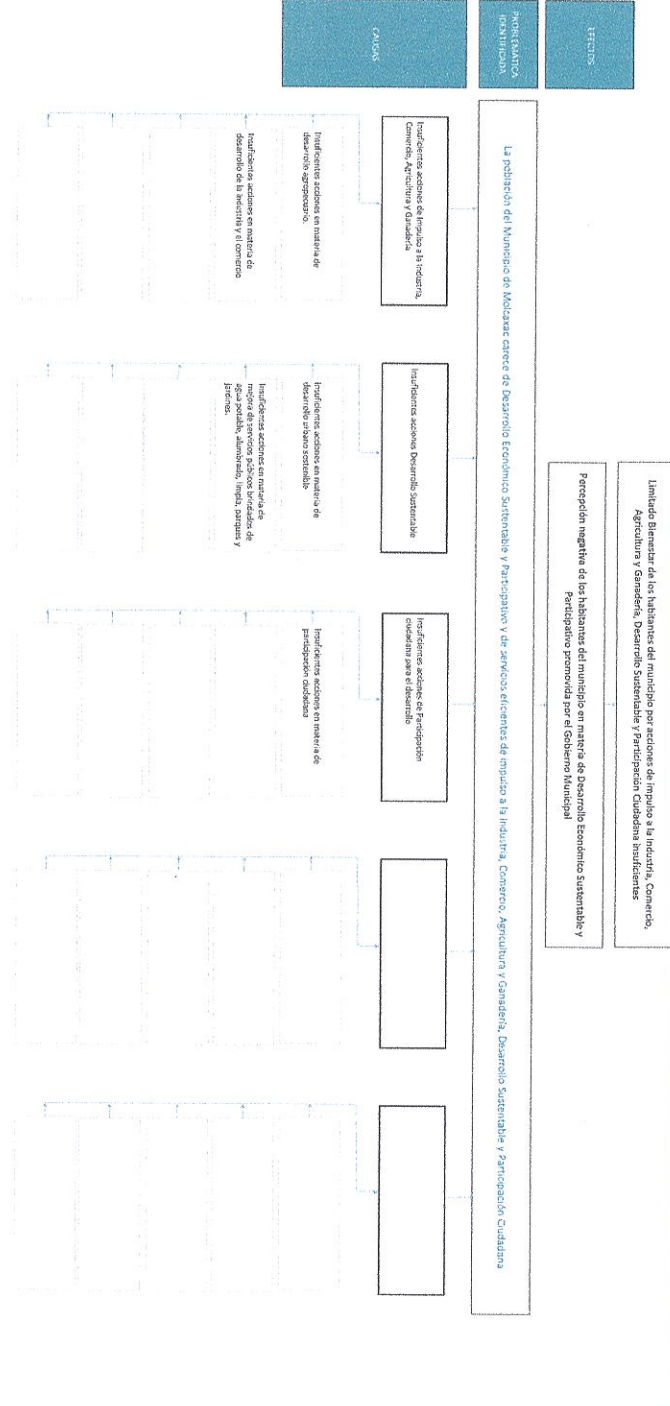 EFECTOS
Limitado Bienestar de los habitantes del municipio por acciones de impulso a la Industria, Comercio,
Agricultura y Ganadería, Desarrollo Sustentable y Participación Ciudadana insuficientes
Percepción negativa de los habitantes del municipio en materia de Desarrollo Económico Sustentable y
Participativo promovida por el Gobierno Municipal
PROBLEMATICA
IDENTIFICADA
La población del Municipio de Molcaxac carece de Desarrollo Económico Sustentable y Participativo y de servicios eficientes de impulso a la Industria, Comercio, Agricultura y Ganadería, Desarrollo Sustentable y Participación Ciudadana
CAUSAS
Insuficientes acciones de Impulso a la Industria,
Comercio, Agricultura y Ganadería
Insuficientes acciones en materia de
desarrollo agropecuario.
Insuficientes acciones en materia de
desarrollo de la industria y el comercio
Insuficientes acciones Desarrollo Sustentable
Insuficientes acciones en materia de
desarrollo urbano sostenible
Insuficientes acciones en materia de
mejora de servicios públicos brindados de
agua potable, alumbrado, limpia, parques y
jardines.
Insuficientes acciones de Participación
ciudadana para el desarrollo
Insuficientes acciones en materia de
participación ciudadana